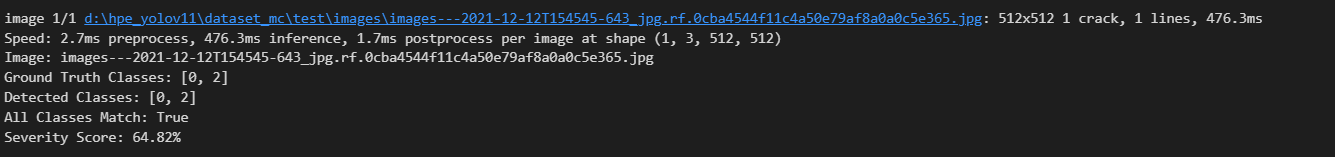 image 1/1 d:\hpe_yolov11\dataset_mc\test\images\images---2021-12-12T154545-643_jpg.rf.0cba4544f11c4a50e79af8a0a0c5e365.jpg: 512x512 1 crack, 1 lines, 476.3ms
Speed: 2.7ms preprocess, 476.3ms inference, 1.7ms postprocess per image at shape (1, 3, 512, 512)
Image: images---2021-12-12T154545-643_jpg.rf.0cba4544f11c4a50e79af8a0a0c5e365.jpg
Ground Truth Classes: [0, 2]
Detected Classes: [0, 2]
All Classes Match: True
Severity Score: 64.82%